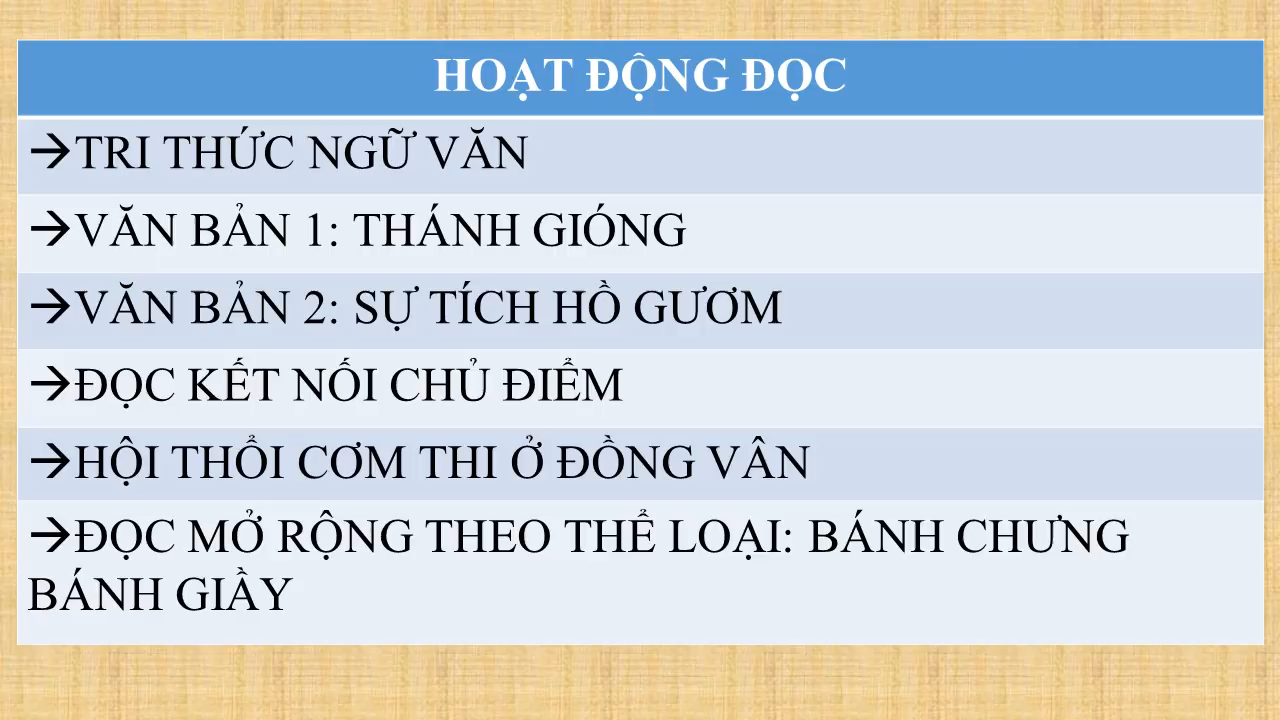 HOẠT ĐỘNG ĐỌC
→TRI THỨC NGỮ VĂN
→VĂN BẢN 1: THÁNH GIÓNG
→VĂN BẢN 2: SỰ TÍCH HỒ GƯƠM
→ĐỌC KẾT NỐI CHỦ ĐIỂM
→HỘI THỔI CƠM THI Ở ĐỒNG VÂN
→ĐỌC MỞ RỘNG THEO THỂ LOẠI: BÁNH CHƯNG
BÁNH GIẦY